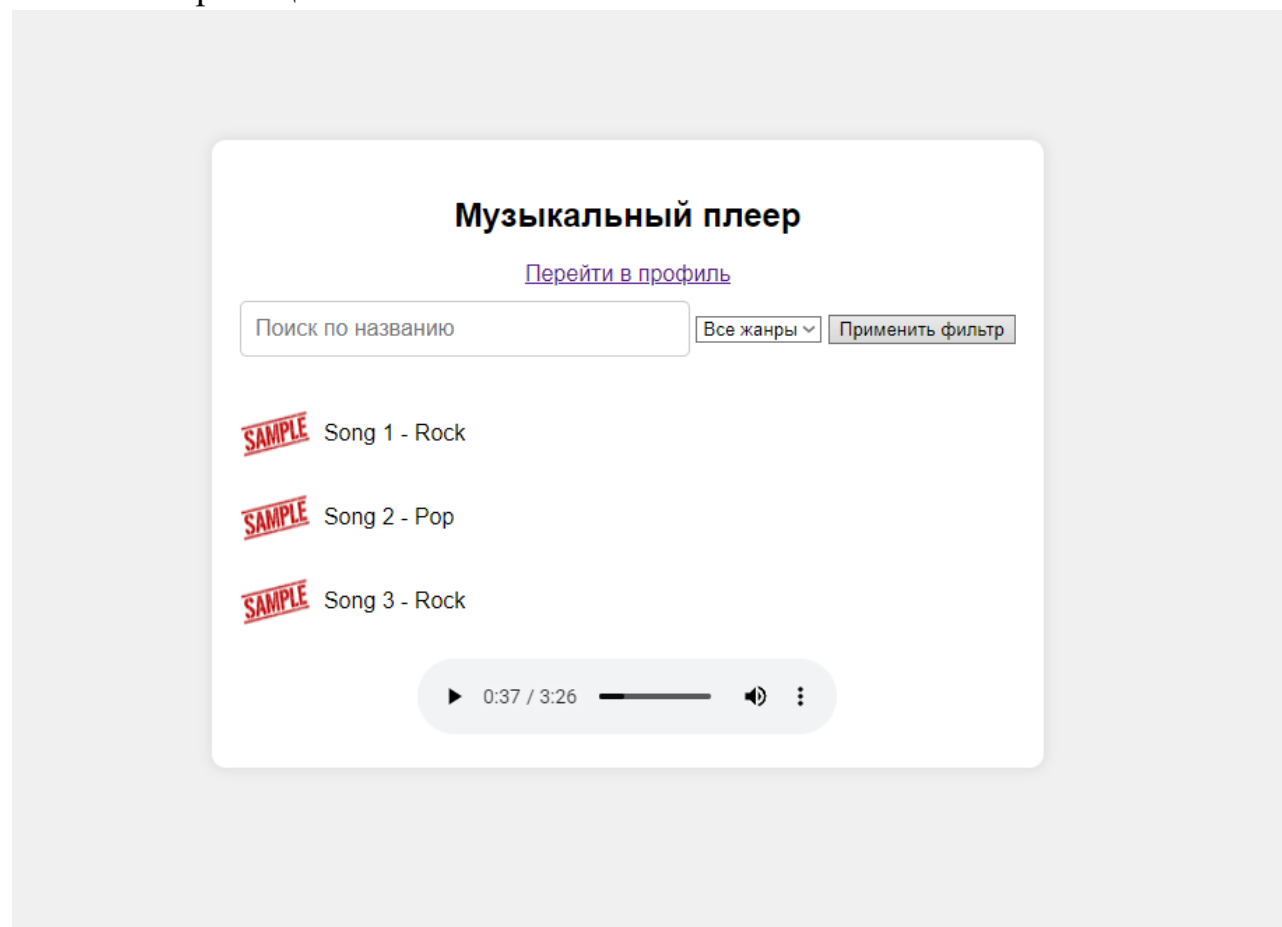 Музыкальный плеер
Перейти в профиль
Поиск по названию Все жанры Применить фильтр
SAMPLE Song 1 - Rock
SAMPLE Song 2 - Pop
SAMPLE Song 3 - Rock
0:37 / 3:26